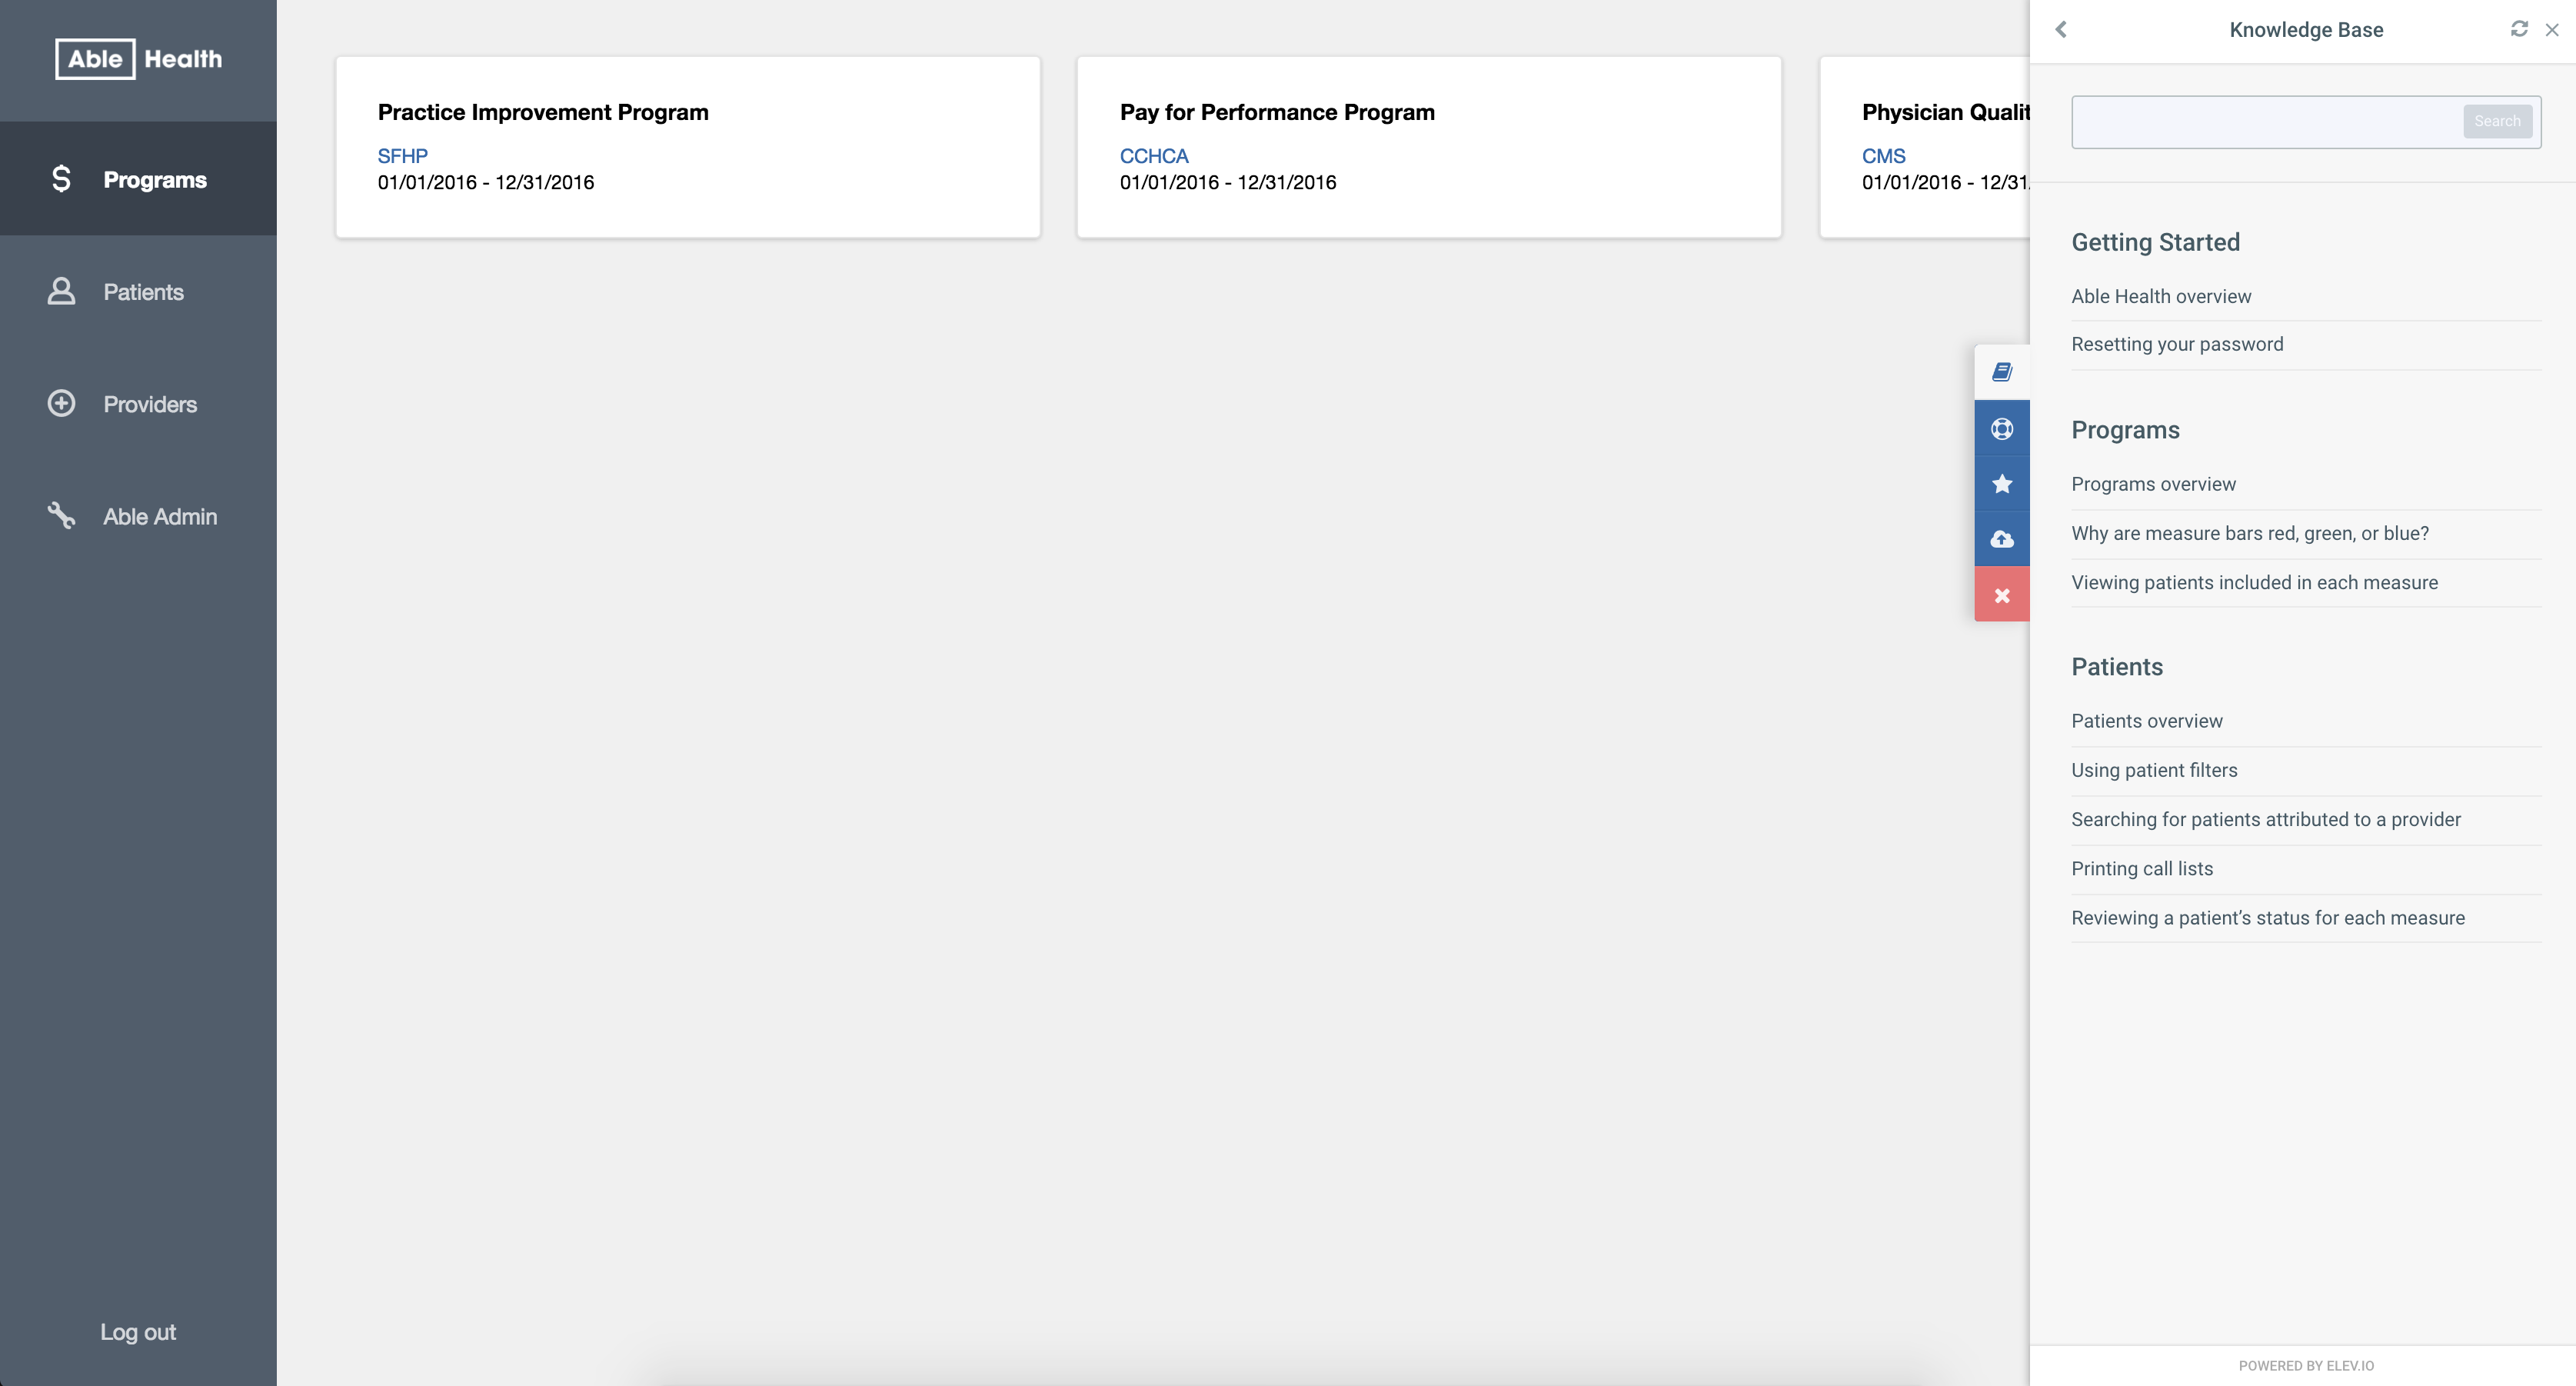 Able Health
Programs
Patients
Providers
Able Admin
Log out
Practice Improvement Program
SFHP
01/01/2016 - 12/31/2016
Pay for Performance Program
CCHCA
01/01/2016 - 12/31/2016
Physician Qualit
CMS
01/01/2016 - 12/31
Knowledge Base
Search
Getting Started
Able Health overview
Resetting your password
Programs
Programs overview
Why are measure bars red, green, or blue?
Viewing patients included in each measure
Patients
Patients overview
Using patient filters
Searching for patients attributed to a provider
Printing call lists
Reviewing a patient's status for each measure
POWERED BY ELEV.IO